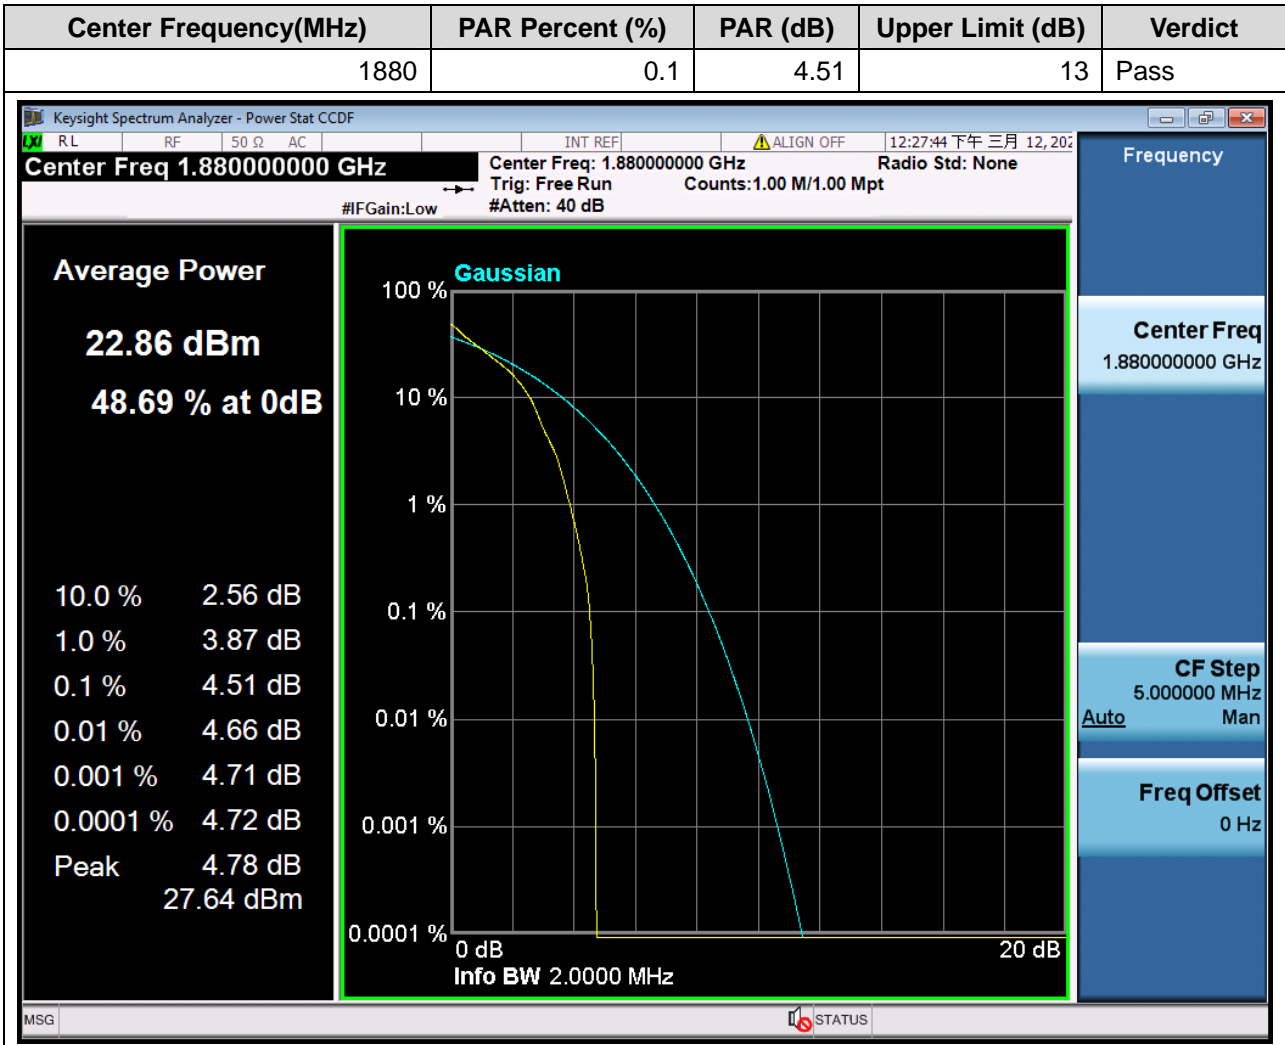 Center Frequency(MHz) PAR Percent (%) PAR (dB) Upper Limit (dB) Verdict
1880 0.1 4.51 13 Pass
Keysight Spectrum Analyzer - Power Stat CCDF
LXI RL RF 50 Ω AC INT REF ALIGN OFF 12:27:44 下午 三月 12, 202
Center Freq 1.880000000 GHz
Center Freq: 1.880000000 GHz Radio Std: None
Trig: Free Run Counts:1.00 M/1.00 Mpt
#IFGain:Low #Atten: 40 dB
Average Power
22.86 dBm
48.69 % at 0dB
10.0 % 2.56 dB
1.0 % 3.87 dB
0.1 % 4.51 dB
0.01 % 4.66 dB
0.001 % 4.71 dB
0.0001 % 4.72 dB
Peak 4.78 dB
27.64 dBm
Gaussian
100 %
10 %
1 %
0.1 %
0.01 %
0.001 %
0.0001 %
0 dB 20 dB
Info BW 2.0000 MHz
Frequency
Center Freq
1.880000000 GHz
CF Step
5.000000 MHz
Auto Man
Freq Offset
0 Hz
MSG STATUS